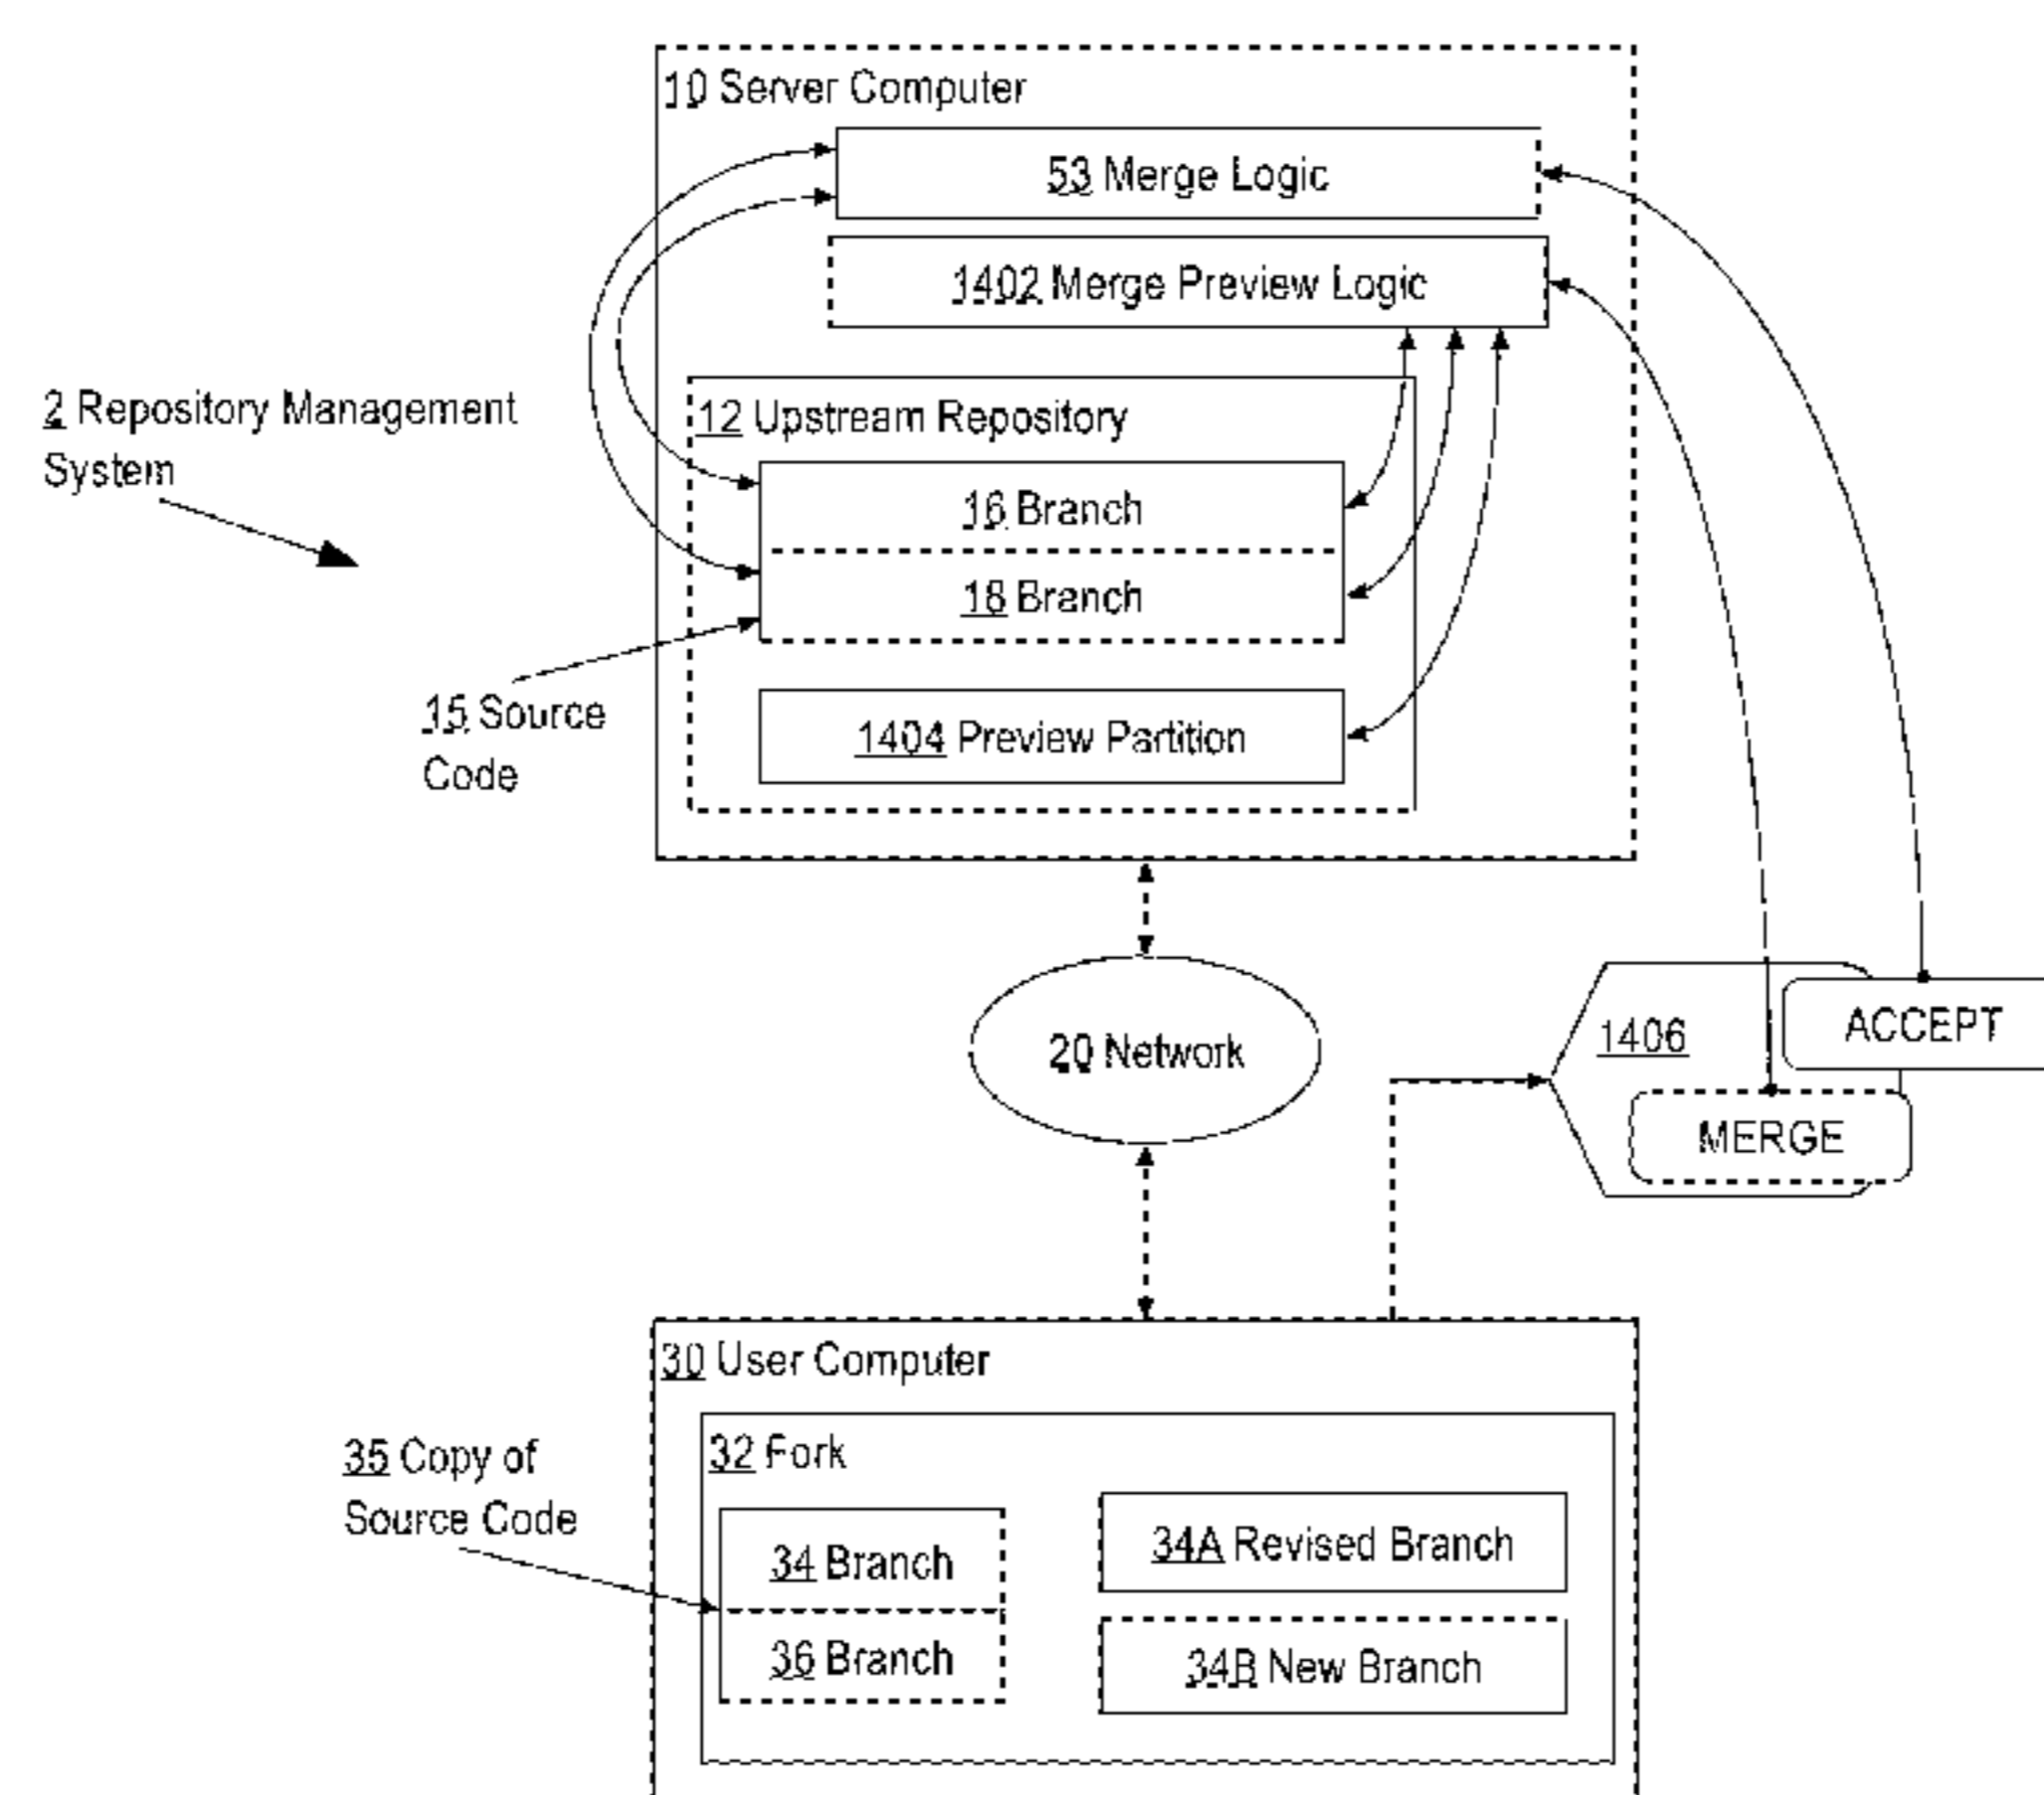 10 Server Computer
53 Merge Logic
1402 Merge Preview Logic
2 Repository Management
System
12 Upstream Repository
16 Branch
18 Branch
15 Source
Code
1404 Preview Partition
20 Network
1406
ACCEPT
MERGE
30 User Computer
35 Copy of
Source Code
32 Fork
34 Branch
36 Branch
34A Revised Branch
34B New Branch